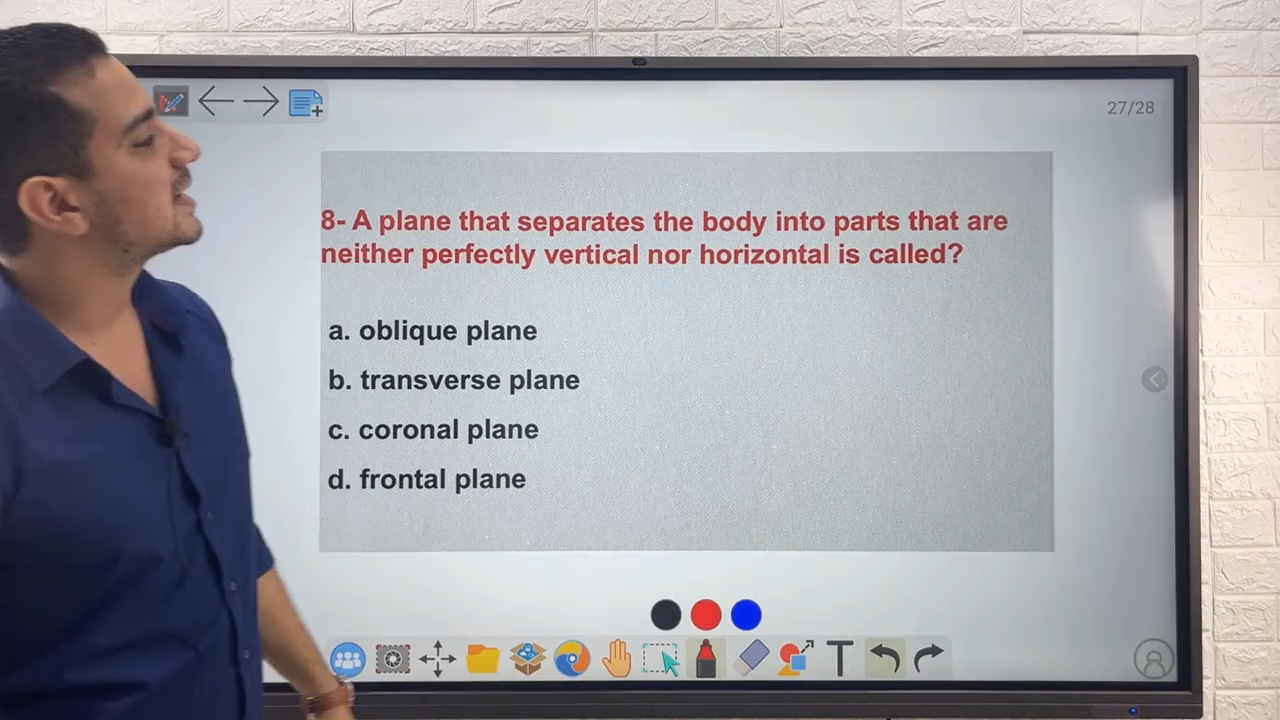 27/28
8- A plane that separates the body into parts that are
neither perfectly vertical nor horizontal is called?
a. oblique plane
b. transverse plane
c. coronal plane
d. frontal plane
T